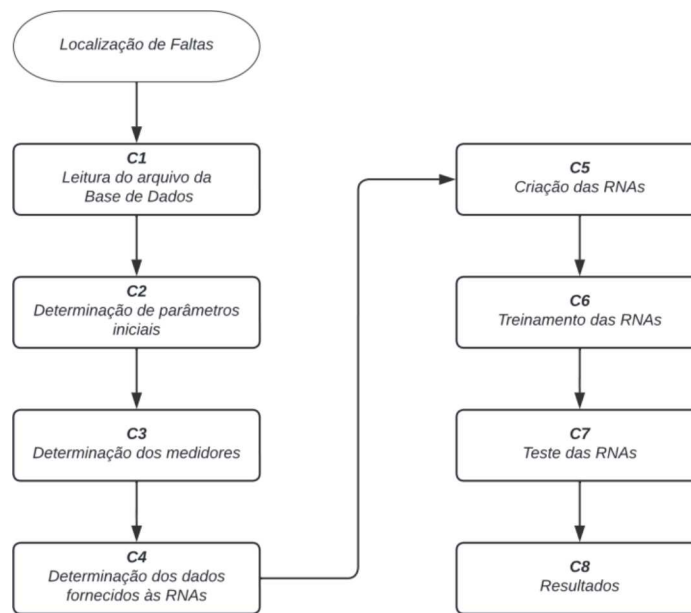 Localização de Faltas
C1
Leitura do arquivo da
Base de Dados
C2
Determinação de parâmetros
iniciais
C3
Determinação dos medidores
C4
Determinação dos dados
fornecidos às RNAs
C5
Criação das RNAs
C6
Treinamento das RNAs
C7
Teste das RNAs
C8
Resultados